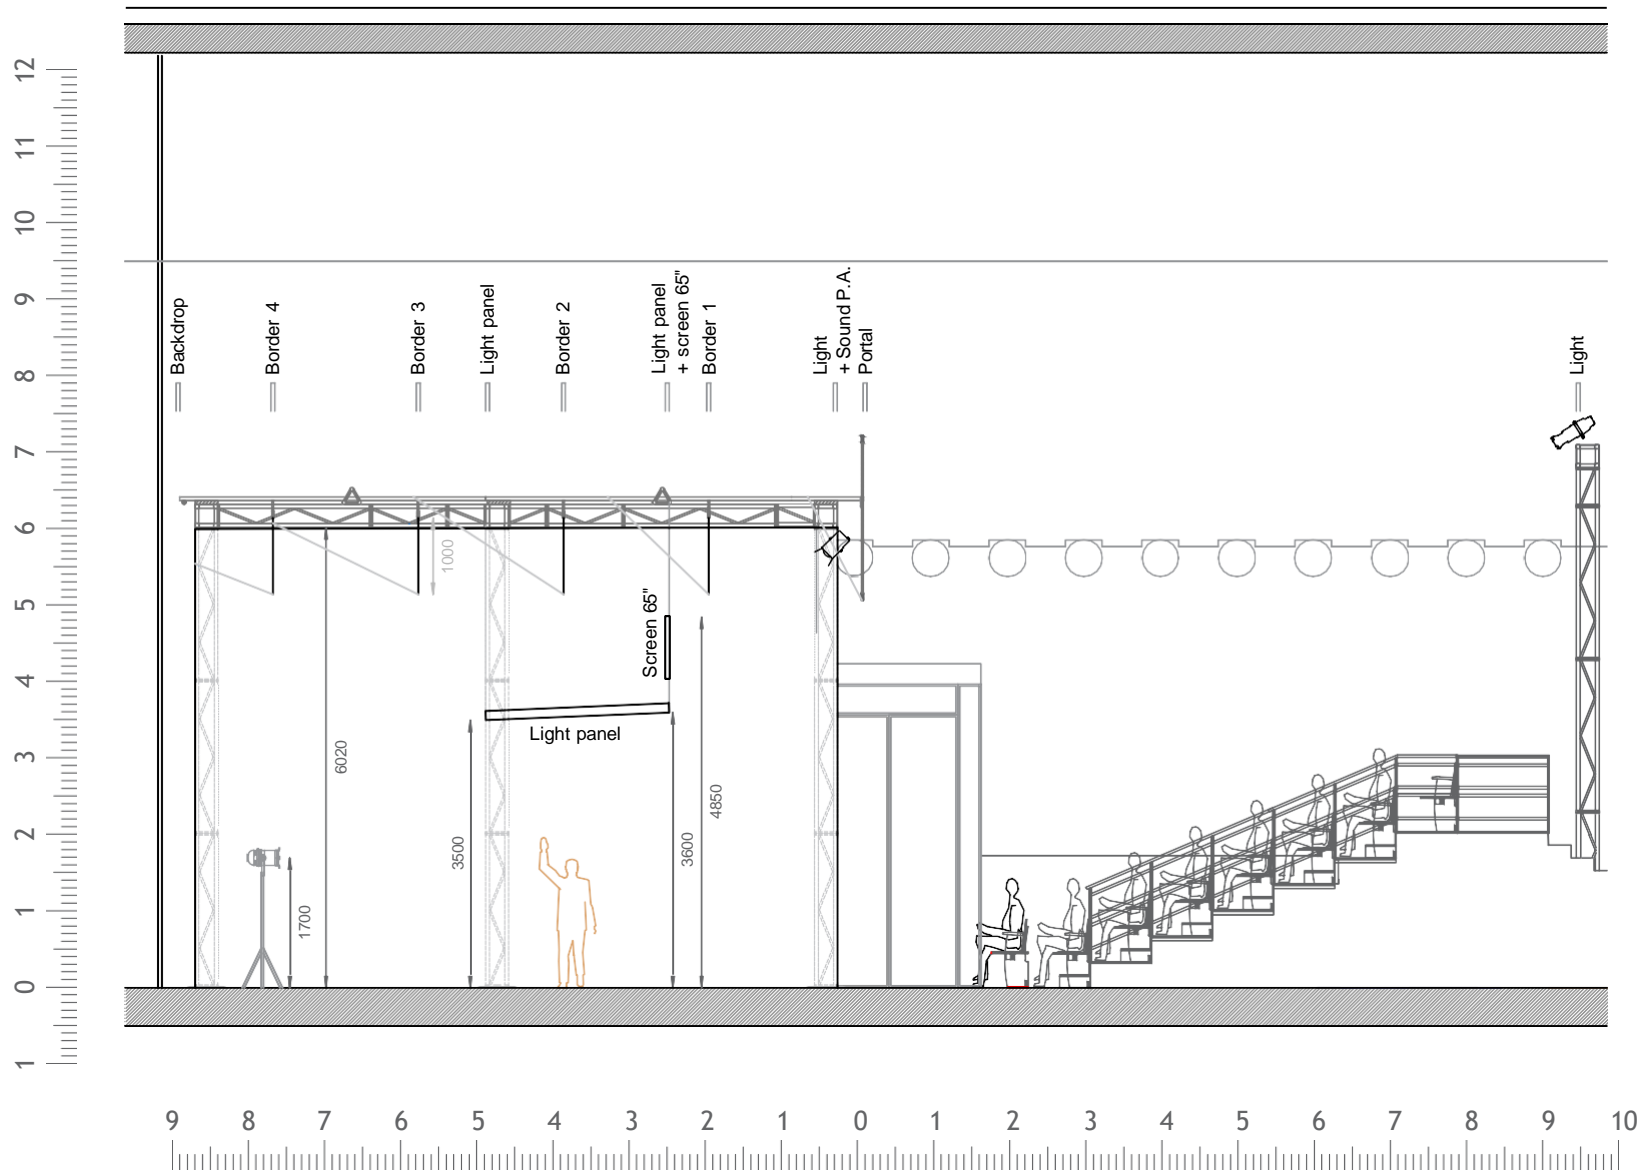 12
11
10
9
8
7
6
5
4
3
2
1
0
1
Backdrop
Border 4
Border 3
Light panel
Border 2
Light panel
+ screen 65"
Border 1
Light
+ Sound P.A.
Portal
Light
1000
Screen 65"
Light panel
6020
3500
4850
3600
1700
9 8 7 6 5 4 3 2 1 0 1 2 3 4 5 6 7 8 9 10